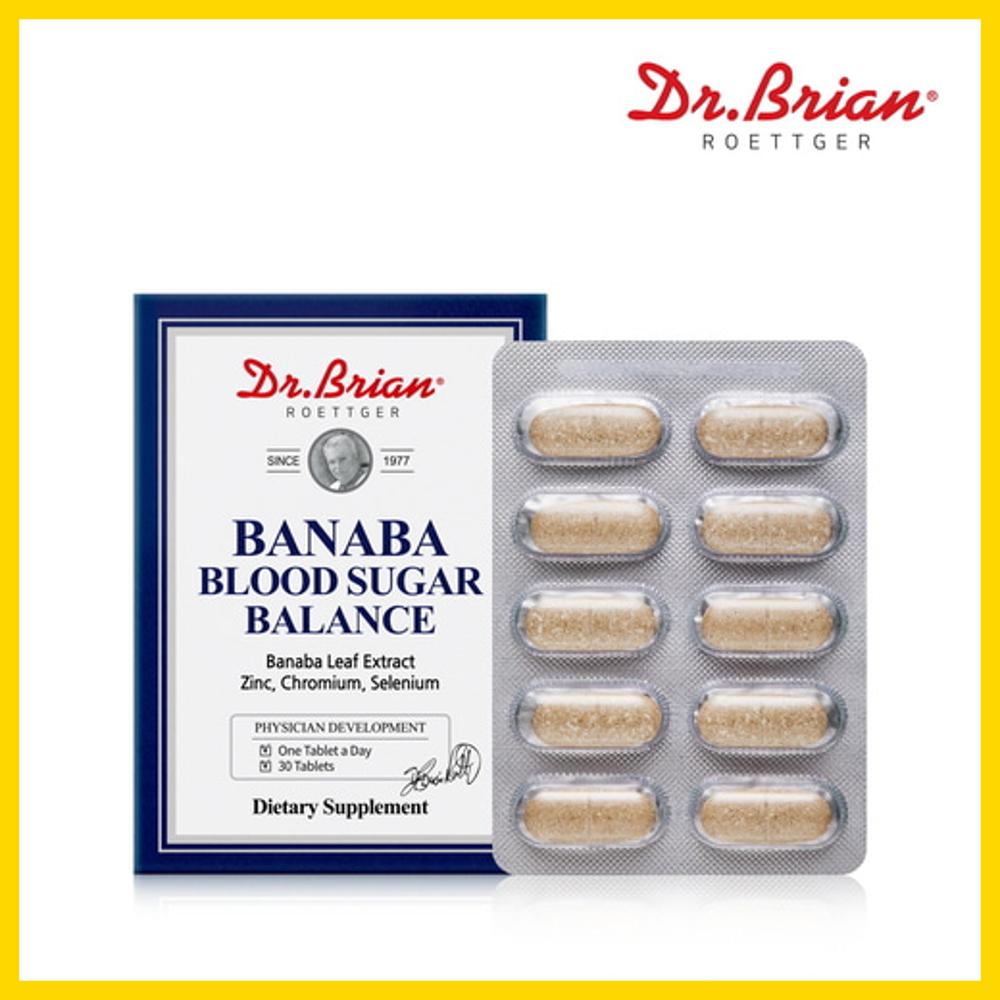 Dr.Brian®
ROETTGER
Dr.Brian®
ROETTGER
SINCE 1977
BANABA
BLOOD SUGAR
BALANCE
Banaba Leaf Extract
Zinc, Chromium, Selenium
PHYSICIAN DEVELOPMENT
One Tablet a Day
30 Tablets
Dietary Supplement